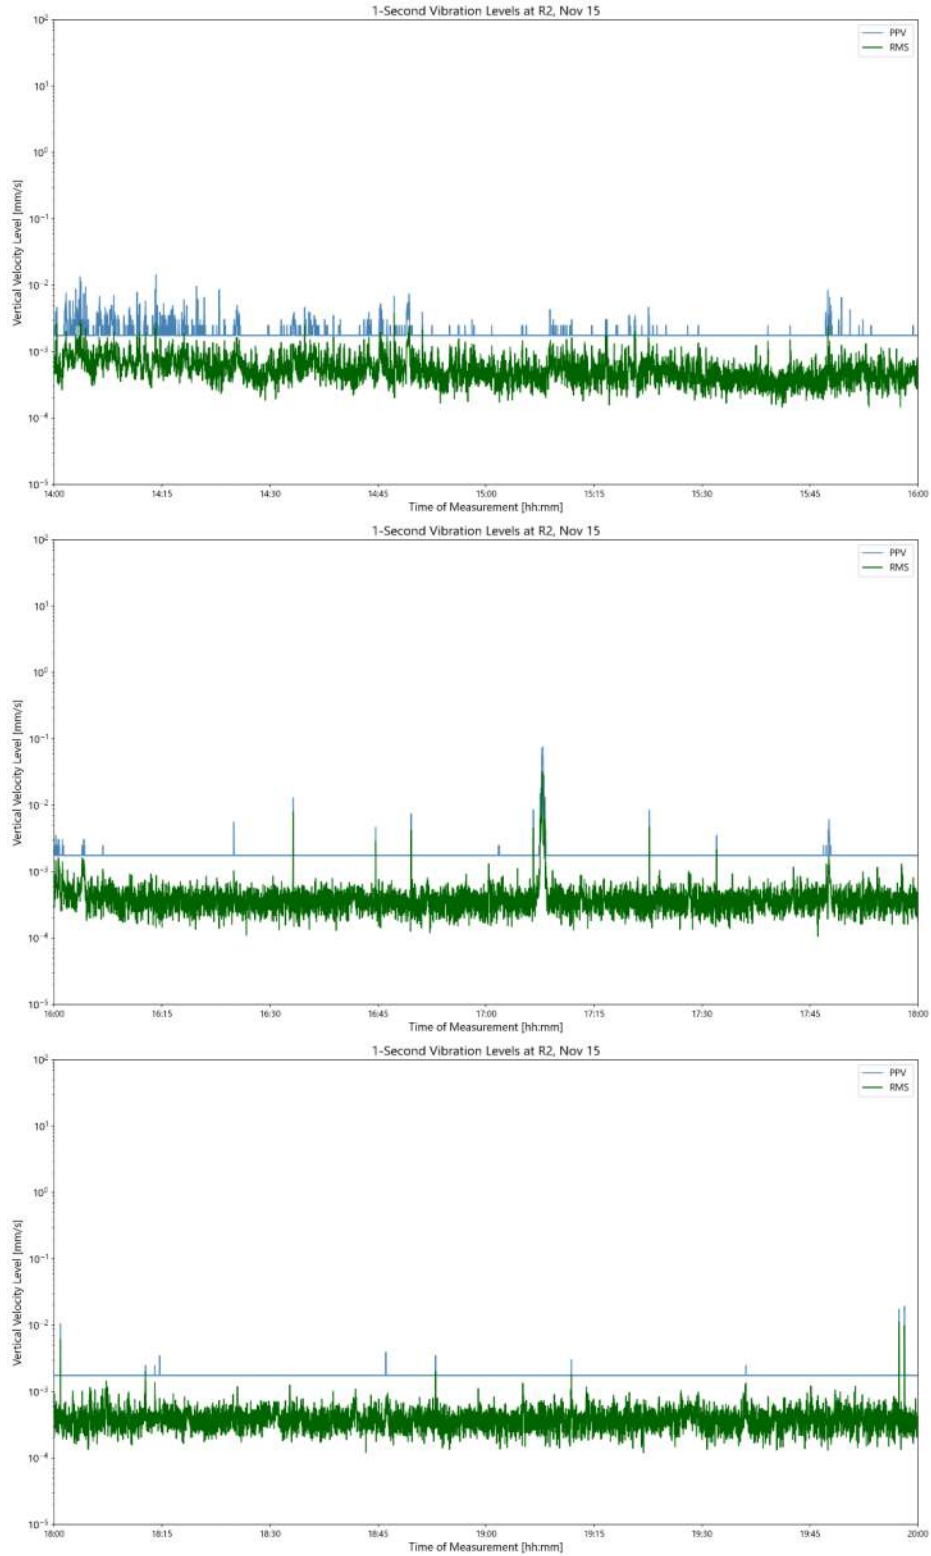 1-Second Vibration Levels at R2, Nov 15
PPV
RMS
Vertical Velocity Level [mm/s]
10²
10¹
10⁰
10⁻¹
10⁻²
10⁻³
10⁻⁴
10⁻⁵
14:00 14:15 14:30 14:45 15:00 15:15 15:30 15:45 16:00
Time of Measurement [hh:mm]
1-Second Vibration Levels at R2, Nov 15
PPV
RMS
Vertical Velocity Level [mm/s]
10²
10¹
10⁰
10⁻¹
10⁻²
10⁻³
10⁻⁴
10⁻⁵
16:00 16:15 16:30 16:45 17:00 17:15 17:30 17:45 18:00
Time of Measurement [hh:mm]
1-Second Vibration Levels at R2, Nov 15
PPV
RMS
Vertical Velocity Level [mm/s]
10²
10¹
10⁰
10⁻¹
10⁻²
10⁻³
10⁻⁴
10⁻⁵
18:00 18:15 18:30 18:45 19:00 19:15 19:30 19:45 20:00
Time of Measurement [hh:mm]